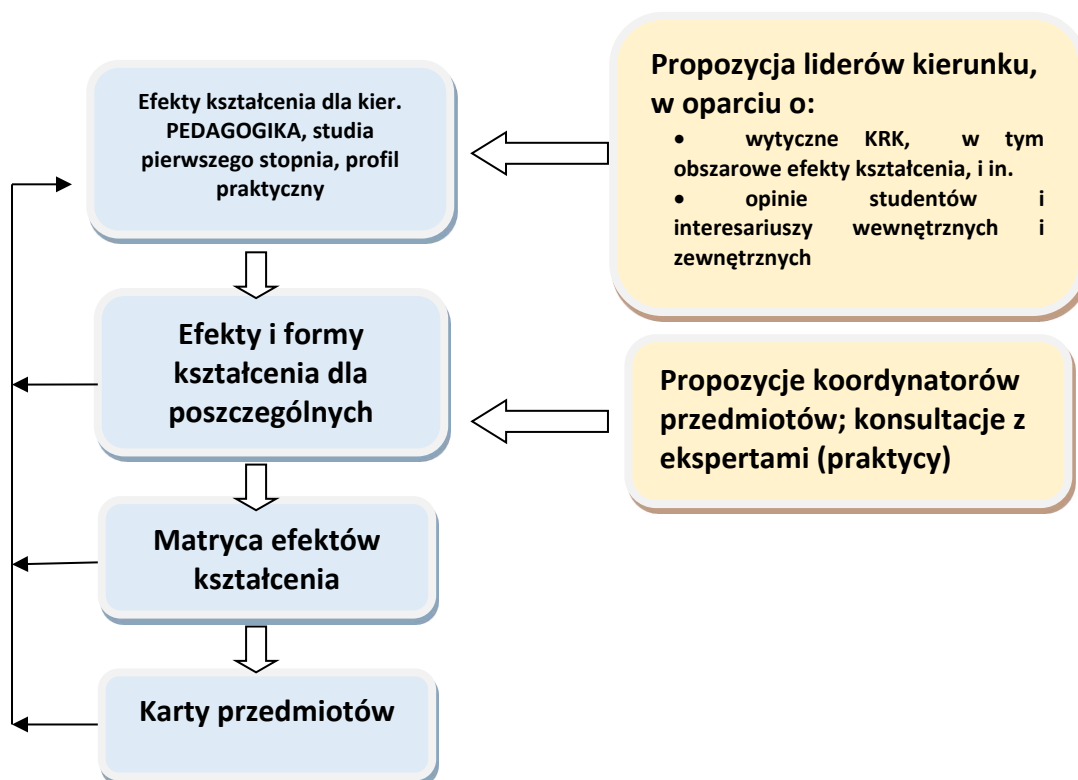 Efekty kształcenia dla kier.
PEDAGOGIKA, studia
pierwszego stopnia, profil
praktyczny
Propozycja liderów kierunku,
w oparciu o:
• wytyczne KRK, w tym
obszarowe efekty kształcenia, i in.
• opinie studentów i
interesariuszy wewnętrznych i
zewnętrznych
Efekty i formy
kształcenia dla
poszczególnych
Propozycje koordynatorów
przedmiotów; konsultacje z
ekspertami (praktycy)
Matryca efektów
kształcenia
Karty przedmiotów